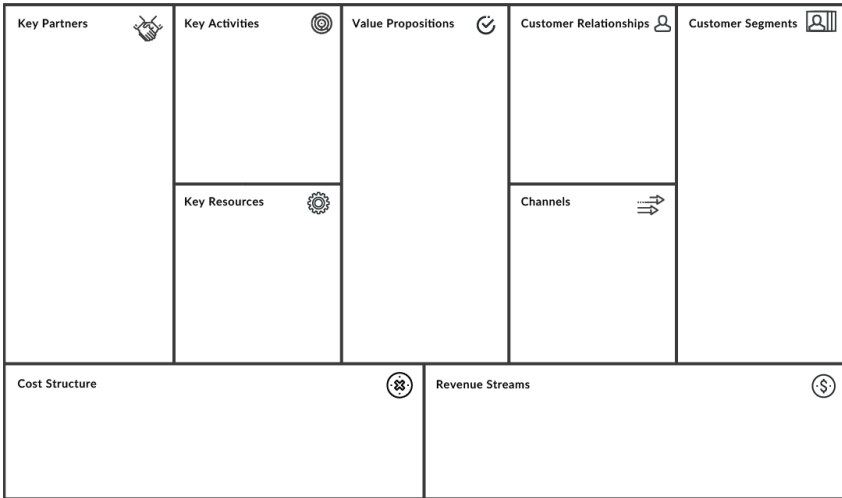 Key Partners
Key Activities
Value Propositions
Customer Relationships
Customer Segments
Key Resources
Channels
Cost Structure
Revenue Streams
$